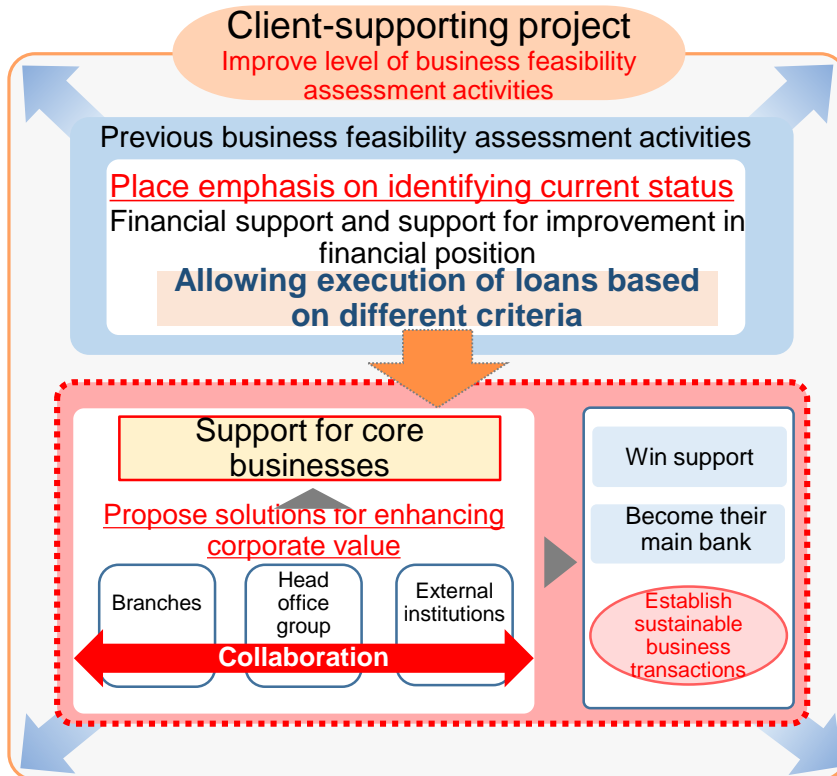 Client-supporting project
Improve level of business feasibility
assessment activities
Previous business feasibility assessment activities
Place emphasis on identifying current status
Financial support and support for improvement in
financial position
Allowing execution of loans based
on different criteria
Support for core
businesses
Propose solutions for enhancing
corporate value
Branches
Head
office
group
External
institutions
Collaboration
Win support
Become their
main bank
Establish
sustainable
business
transactions